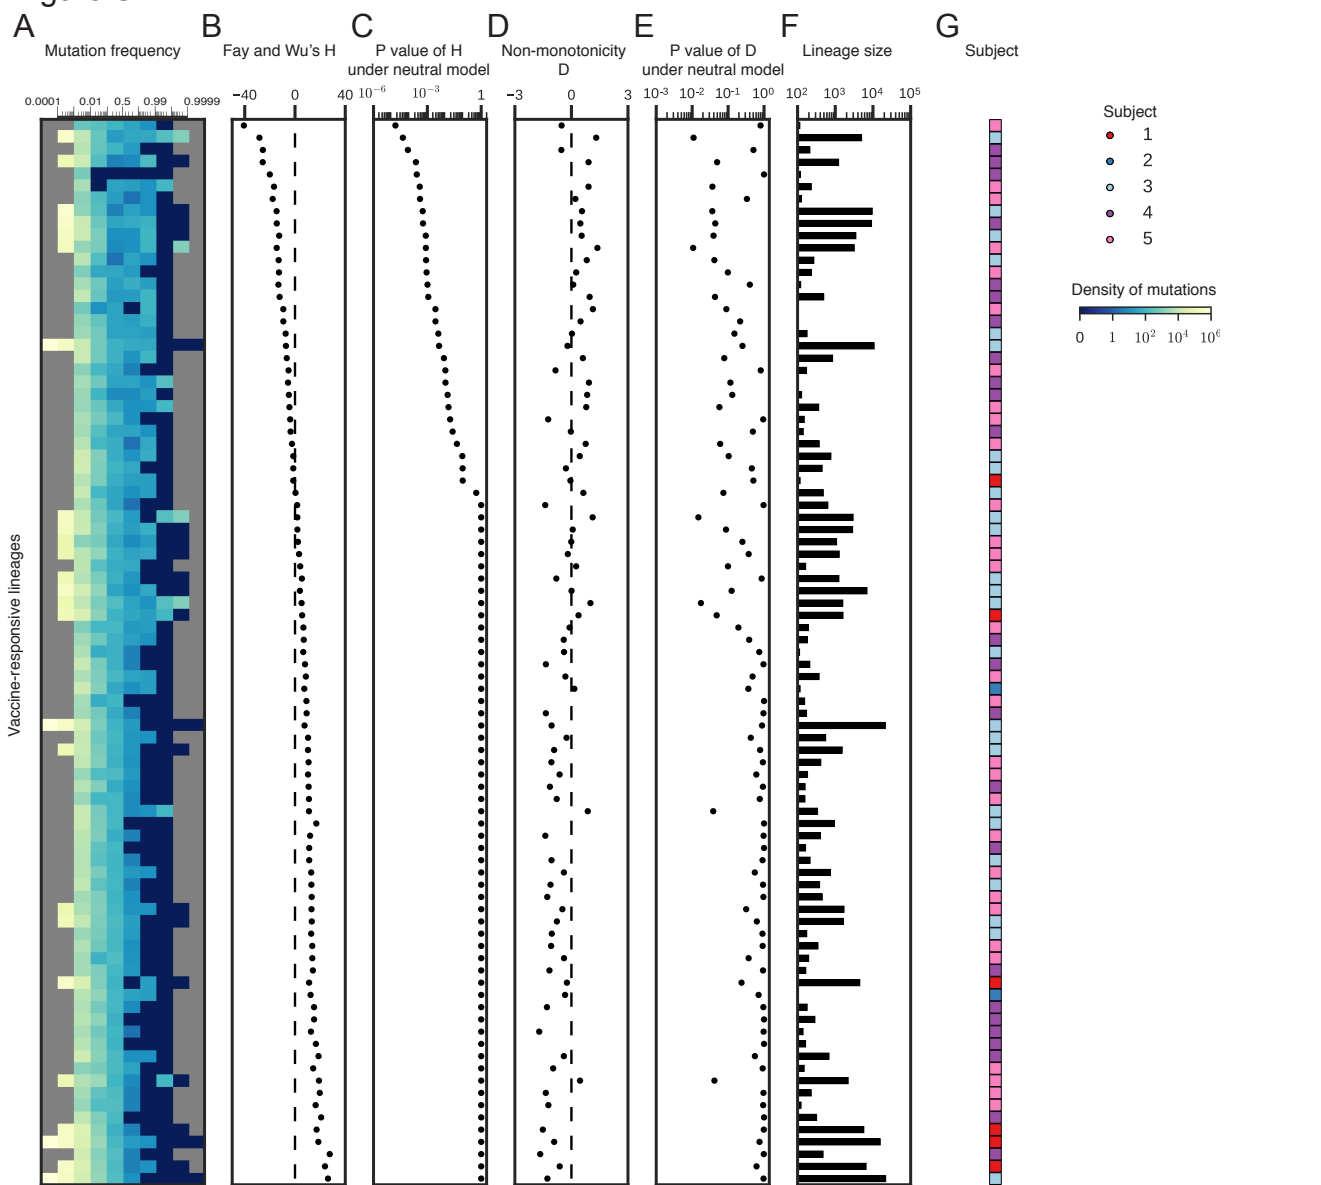 A B C D E F G
Mutation frequency
Fay and Wu's H
P value of H
under neutral model
Non-monotonicity
D
P value of D
under neutral model
Lineage size
Subject
0.0001 0.01 0.5 0.99 0.9999
−40 0 40
10⁻⁶ 10⁻³ 1
−3 0 3
10⁻³ 10⁻² 10⁻¹ 10⁰
10² 10³ 10⁴ 10⁵
Vaccine-responsive lineages
Subject
1
2
3
4
5
Density of mutations
0 1 10² 10⁴ 10⁶